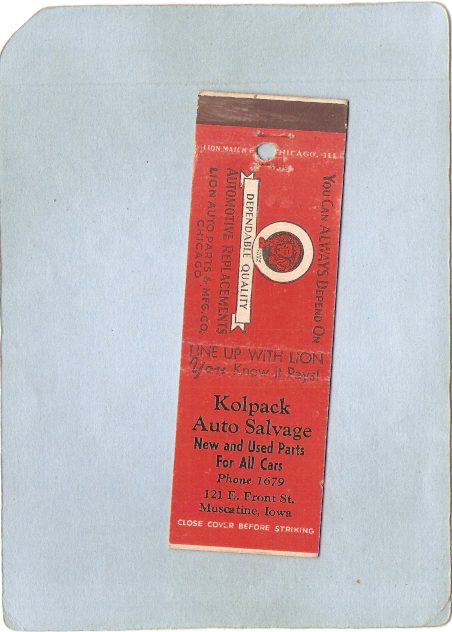 LION MATCH CHICAGO, ILL
YOU CAN ALWAYS DEPEND ON
DEPENDABLE QUALITY
AUTOMOTIVE REPLACEMENTS
LION AUTO PARTS & MFG. CO.
CHICAGO
LINE UP WITH LION
You Know It Pays!
Kolpack
Auto Salvage
New and Used Parts
For All Cars
Phone 1679
121 E. Front St.
Muscatine, Iowa
CLOSE COVER BEFORE STRIKING